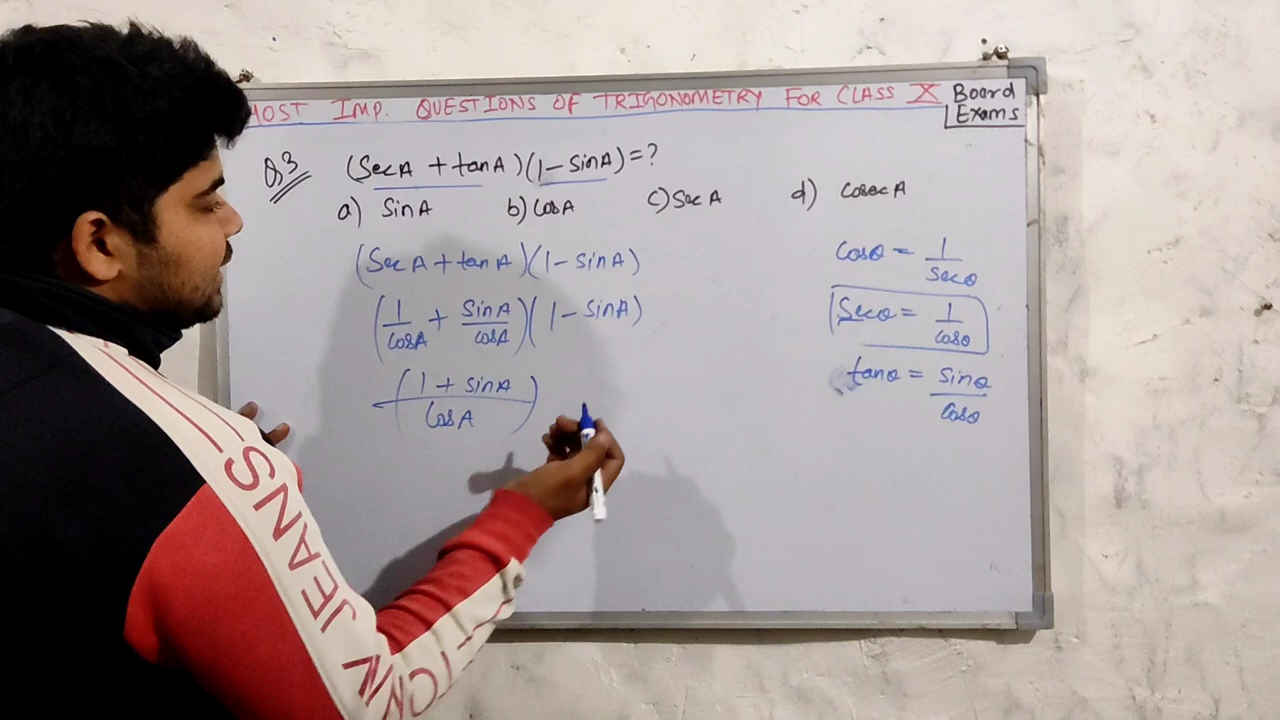 MOST IMP. QUESTIONS OF TRIGONOMETRY FOR CLASS X Board Exams
Q3 (SecA + tanA)(1 - SinA) = ?
a) SinA b) CosA c) SecA d) CosecA
(SecA + tanA)(1 - SinA)
(1/CosA + SinA/CosA)(1 - SinA)
(1 + SinA / CosA)
Cosθ = 1/Secθ
Secθ = 1/Cosθ
tanθ = Sinθ/Cosθ
JEANS